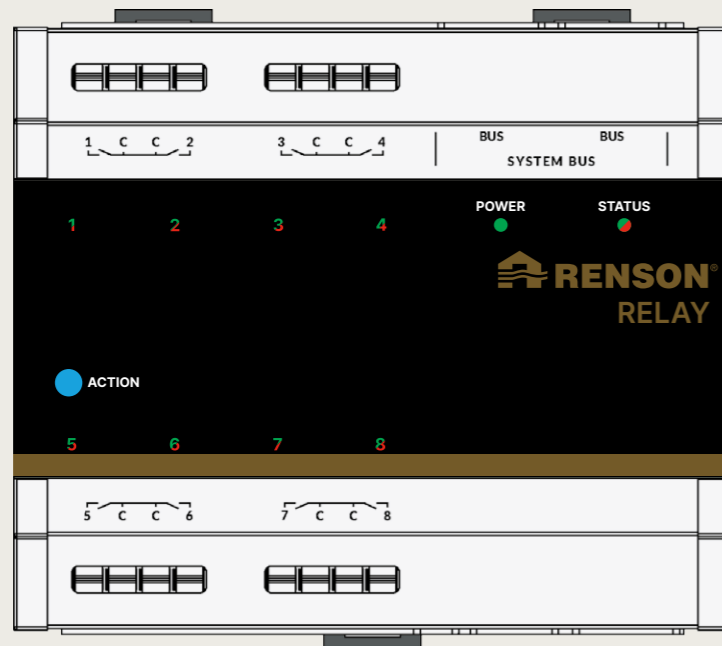 1 C C 2 3 C C 4 BUS BUS
SYSTEM BUS
POWER STATUS
1 2 3 4
RENSON®
RELAY
ACTION
5 6 7 8
5 C C 6 7 C C 8